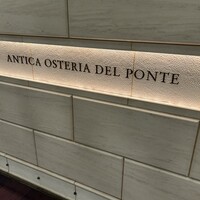 ANTICA OSTERIA DEL PONTE